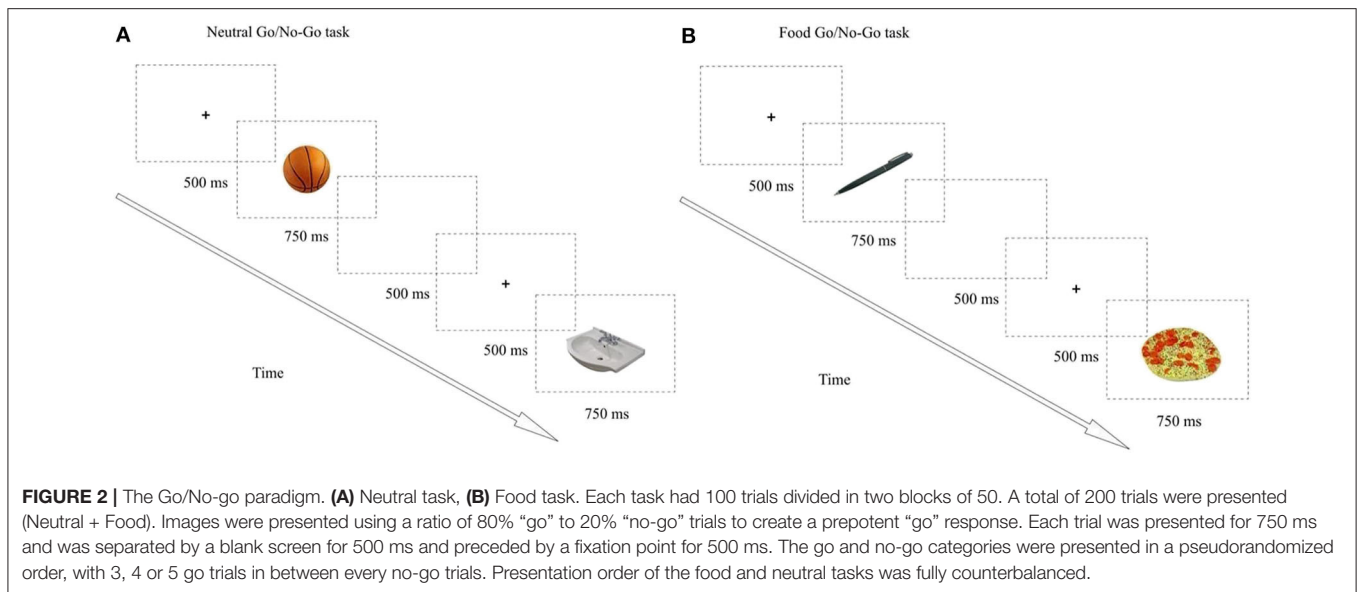 A
Neutral Go/No-Go task
+
500 ms
750 ms
500 ms
+
500 ms
750 ms
Time
B
Food Go/No-Go task
+
500 ms
750 ms
500 ms
+
500 ms
750 ms
Time
FIGURE 2 | The Go/No-go paradigm. (A) Neutral task, (B) Food task. Each task had 100 trials divided in two blocks of 50. A total of 200 trials were presented
(Neutral + Food). Images were presented using a ratio of 80% “go” to 20% “no-go” trials to create a prepotent “go” response. Each trial was presented for 750 ms
and was separated by a blank screen for 500 ms and preceded by a fixation point for 500 ms. The go and no-go categories were presented in a pseudorandomized
order, with 3, 4 or 5 go trials in between every no-go trials. Presentation order of the food and neutral tasks was fully counterbalanced.